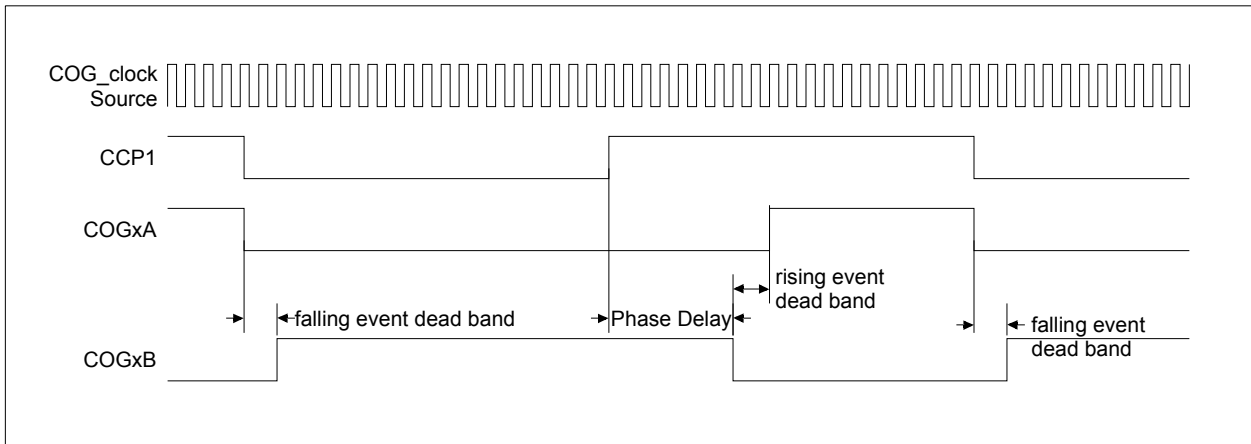 COG_clock
Source
CCP1
COGxA
rising event
dead band
falling event dead band
Phase Delay
falling event
dead band
COGxB